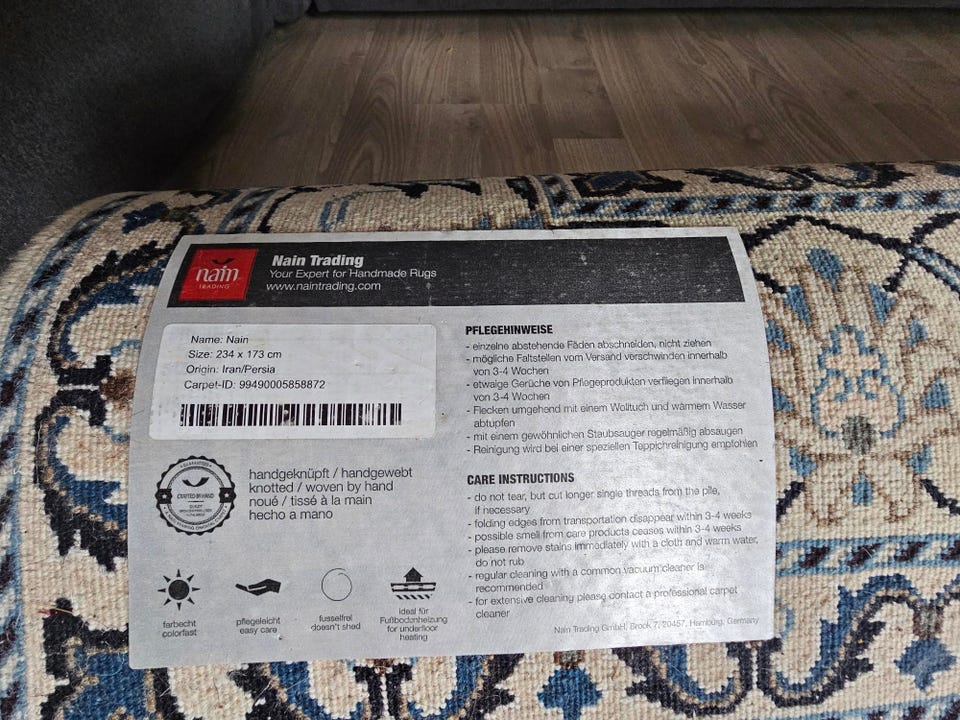 naïn
TRADING
Nain Trading
Your Expert for Handmade Rugs
www.naintrading.com
Name: Nain
Size: 234 x 173 cm
Origin: Iran/Persia
Carpet-ID: 99490005858872
handgeknüpft / handgewebt
knotted / woven by hand
noué / tissé à la main
hecho a mano
CRAFTED BY HAND
farbecht
colorfast
pflegeleicht
easy care
fusselfrei
doesn't shed
ideal für
Fußbodenheizung
for underfloor
heating
PFLEGEHINWEISE
- einzelne abstehende Fäden abschneiden, nicht ziehen
- mögliche Faltstellen vom Versand verschwinden innerhalb
von 3-4 Wochen
- etwaige Gerüche von Pflegeprodukten verfliegen innerhalb
von 3-4 Wochen
- Flecken umgehend mit einem Wolltuch und warmem Wasser
abtupfen
- mit einem gewöhnlichen Staubsauger regelmäßig absaugen
- Reinigung wird bei einer speziellen Teppichreinigung empfohlen
CARE INSTRUCTIONS
- do not tear, but cut longer single threads from the pile,
if necessary
- folding edges from transportation disappear within 3-4 weeks
- possible smell from care products ceases within 3-4 weeks
- please remove stains immediately with a cloth and warm water,
do not rub
- regular cleaning with a common vacuum cleaner is
recommended
- for extensive cleaning please contact a professional carpet
cleaner
Nain Trading GmbH, Brook 7, 20457, Hamburg, Germany